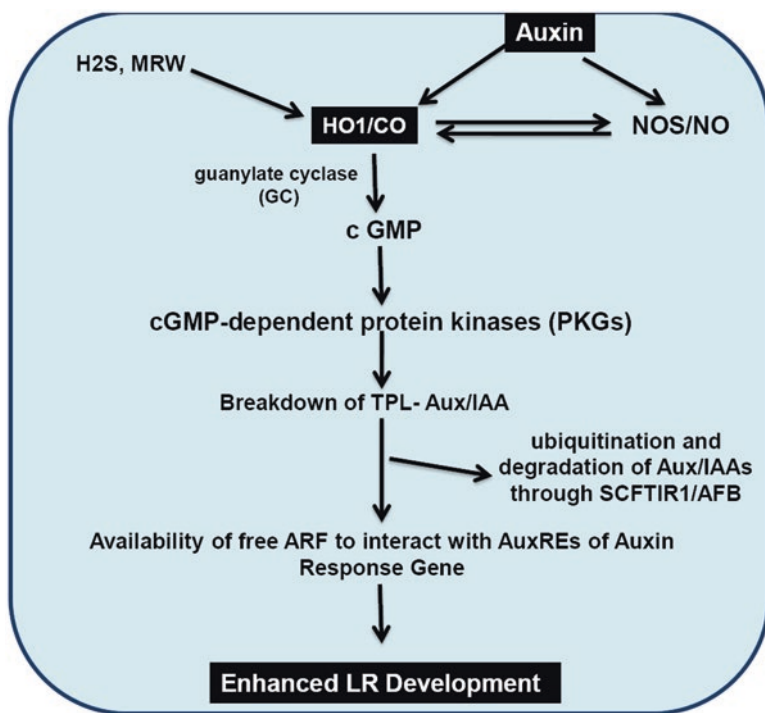 Auxin
H2S, MRW
HO1/CO
NOS/NO
guanylate cyclase
(GC)
c GMP
cGMP-dependent protein kinases (PKGs)
Breakdown of TPL- Aux/IAA
ubiquitination and
degradation of Aux/IAAs
through SCFTIR1/AFB
Availability of free ARF to interact with AuxREs of Auxin
Response Gene
Enhanced LR Development